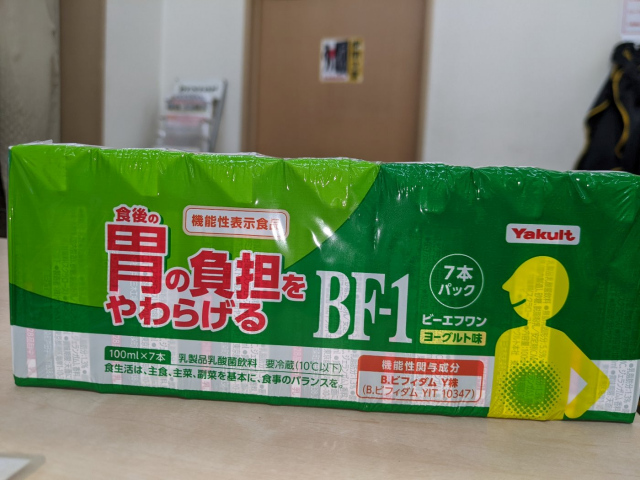 食後の
機能性表示食品
胃の負担を
やわらげる
BF-1
7本
パック
Yakult
ビーエフワン
ヨーグルト味
100ml×7本 乳製品乳酸菌飲料 要冷蔵(10℃以下)
食生活は、主食、主菜、副菜を基本に、食事のバランスを。
機能性関与成分
B.ビフィダム Y株
(B.ビフィダム YIT 10347)